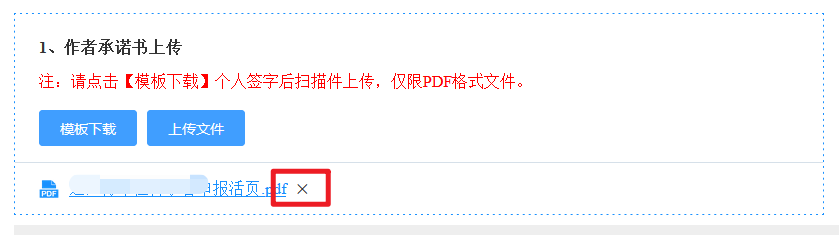 1、作者承诺书上传
注：请点击【模板下载】个人签字后扫描件上传，仅限PDF格式文件。
模板下载 上传文件
PDF 申报活页.pdf ×